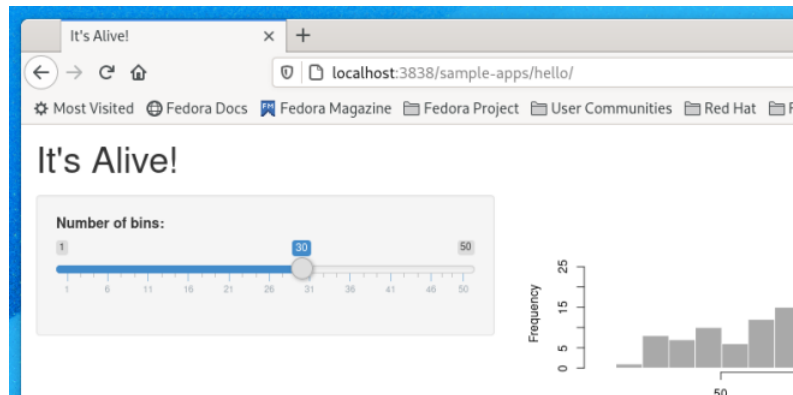 It's Alive!
localhost:3838/sample-apps/hello/
Most Visited Fedora Docs Fedora Magazine Fedora Project User Communities Red Hat
It's Alive!
Number of bins:
1 30 50
1 6 11 16 21 26 31 36 41 46 50
Frequency
25
15
5
0
50